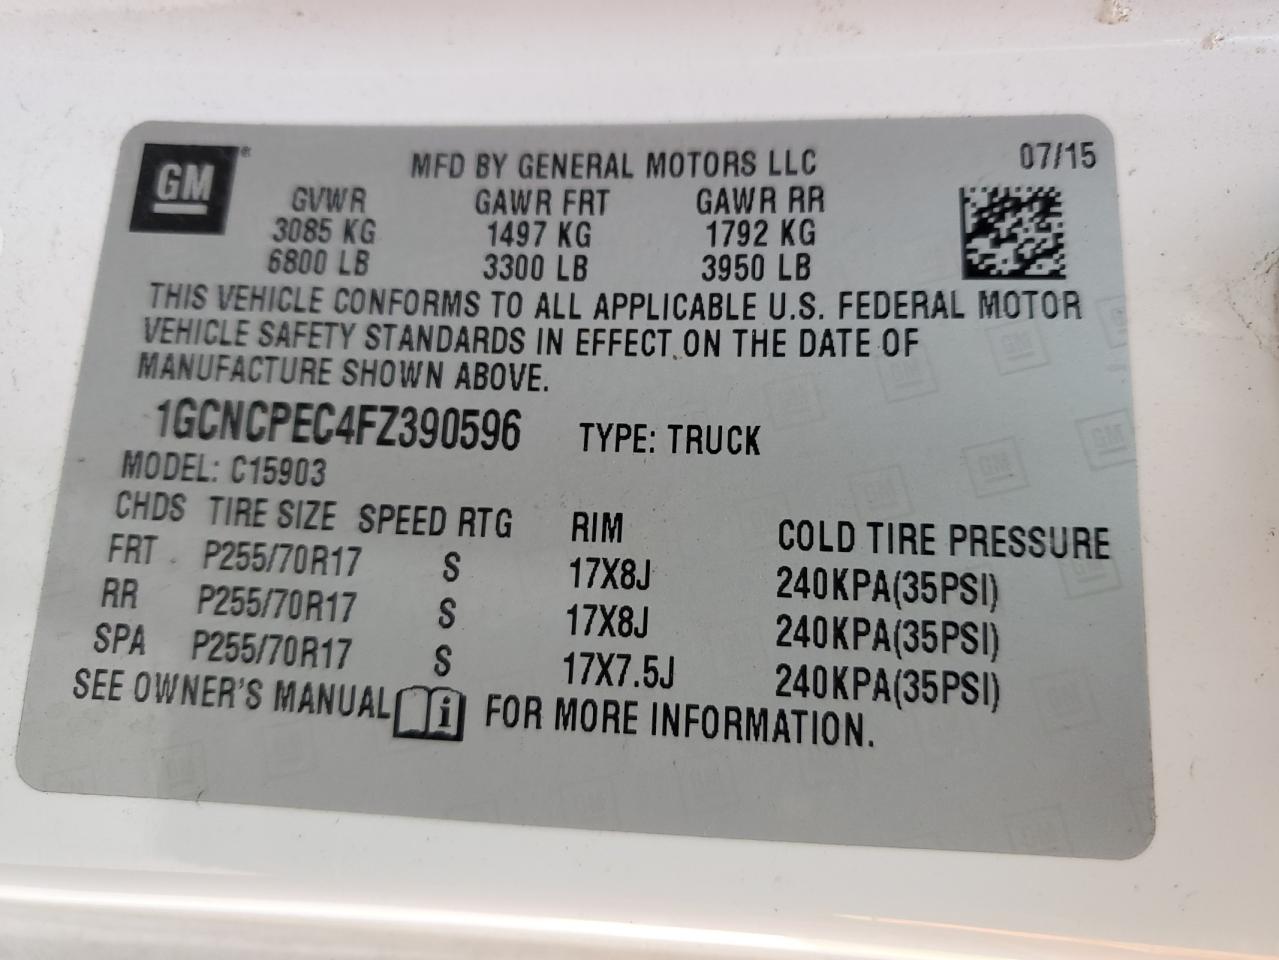 GM®
MFD BY GENERAL MOTORS LLC 07/15
GVWR GAWR FRT GAWR RR
3085 KG 1497 KG 1792 KG
6800 LB 3300 LB 3950 LB
THIS VEHICLE CONFORMS TO ALL APPLICABLE U.S. FEDERAL MOTOR
VEHICLE SAFETY STANDARDS IN EFFECT ON THE DATE OF
MANUFACTURE SHOWN ABOVE.
1GCNCPEC4FZ390596 TYPE: TRUCK
MODEL: C15903
CHDS TIRE SIZE SPEED RTG RIM COLD TIRE PRESSURE
FRT P255/70R17 S 17X8J 240KPA(35PSI)
RR P255/70R17 S 17X8J 240KPA(35PSI)
SPA P255/70R17 S 17X7.5J 240KPA(35PSI)
SEE OWNER'S MANUAL i FOR MORE INFORMATION.